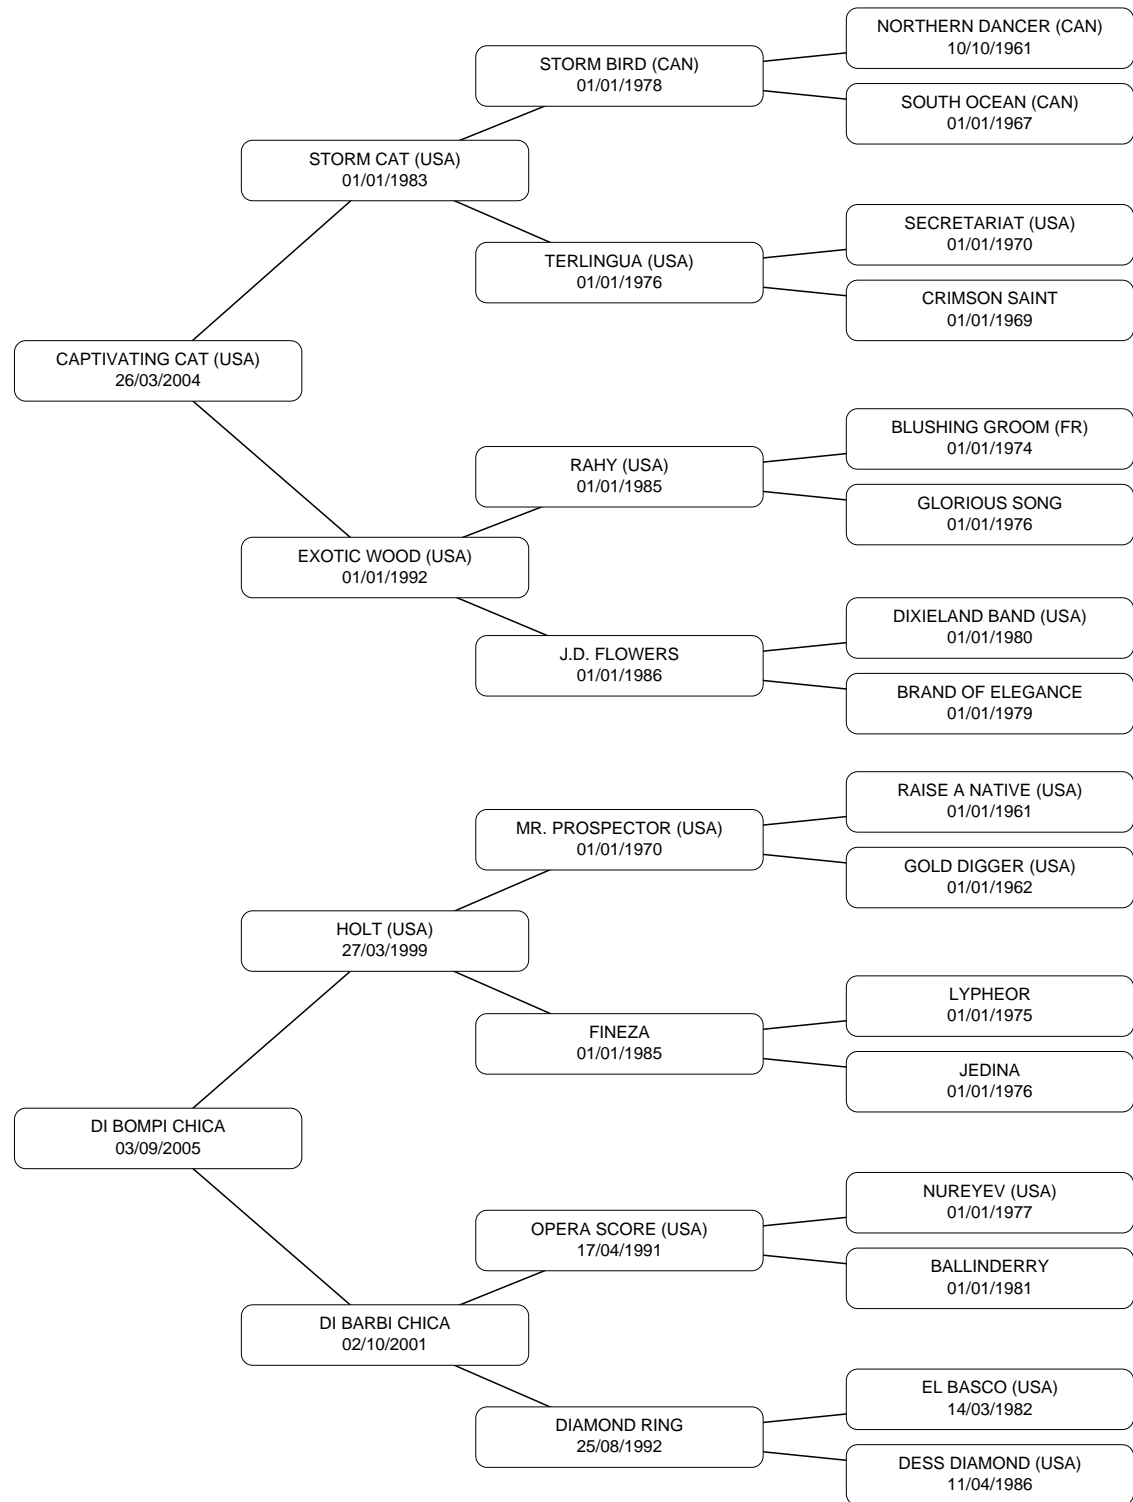 NORTHERN DANCER (CAN)
10/10/1961
STORM BIRD (CAN)
01/01/1978
SOUTH OCEAN (CAN)
01/01/1967
STORM CAT (USA)
01/01/1983
SECRETARIAT (USA)
01/01/1970
TERLINGUA (USA)
01/01/1976
CRIMSON SAINT
01/01/1969
CAPTIVATING CAT (USA)
26/03/2004
BLUSHING GROOM (FR)
01/01/1974
RAHY (USA)
01/01/1985
GLORIOUS SONG
01/01/1976
EXOTIC WOOD (USA)
01/01/1992
DIXIELAND BAND (USA)
01/01/1980
J.D. FLOWERS
01/01/1986
BRAND OF ELEGANCE
01/01/1979
RAISE A NATIVE (USA)
01/01/1961
MR. PROSPECTOR (USA)
01/01/1970
GOLD DIGGER (USA)
01/01/1962
HOLT (USA)
27/03/1999
LYPHEOR
01/01/1975
FINEZA
01/01/1985
JEDINA
01/01/1976
DI BOMPI CHICA
03/09/2005
NUREYEV (USA)
01/01/1977
OPERA SCORE (USA)
17/04/1991
BALLINDERRY
01/01/1981
DI BARBI CHICA
02/10/2001
EL BASCO (USA)
14/03/1982
DIAMOND RING
25/08/1992
DESS DIAMOND (USA)
11/04/1986